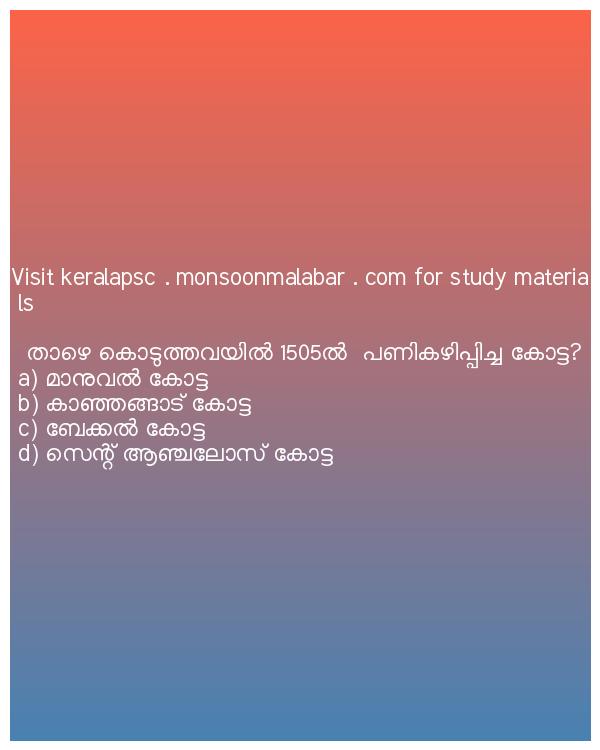 Visit keralapsc . monsoonmalabar . com for study materia
ls
താഴെ കൊടുത്തവയിൽ 1505ൽ പണികഴിപ്പിച്ച കോട്ട?
a) മാനുവൽ കോട്ട
b) കാഞ്ഞങ്ങാട് കോട്ട
c) ബേക്കൽ കോട്ട
d) സെന്റ് ആഞ്ചലോസ് കോട്ട